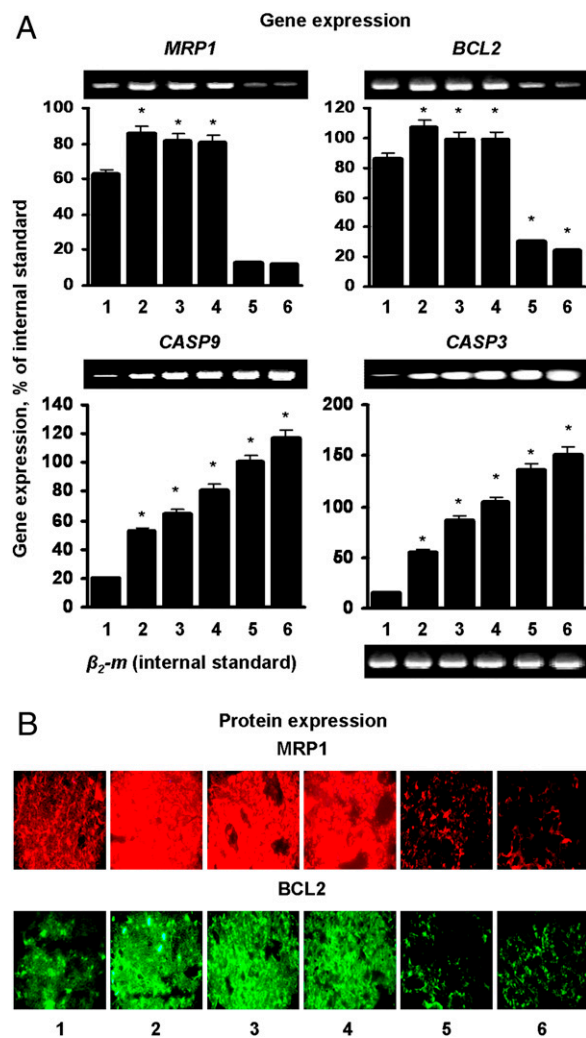 A
Gene expression
MRP1
BCL2
Gene expression, % of internal standard
100
80
60
40
20
0
*
*
*
1 2 3 4 5 6
120
100
80
60
40
20
0
*
*
*
*
*
1 2 3 4 5 6
CASP9
CASP3
140
120
100
80
60
40
20
0
*
*
*
*
*
1 2 3 4 5 6
200
150
100
50
0
*
*
*
*
*
1 2 3 4 5 6
β₂-m (internal standard)
B
Protein expression
MRP1
BCL2
1 2 3 4 5 6